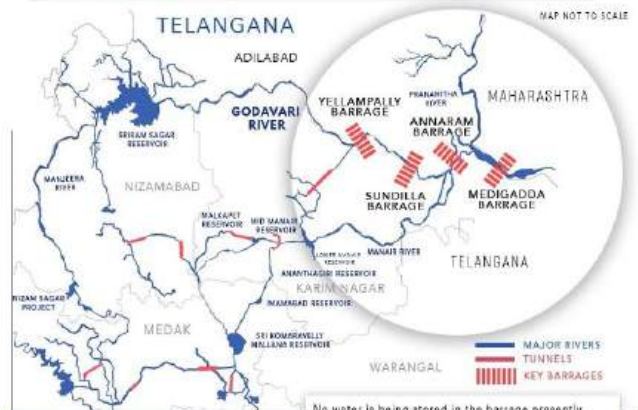 MAP NOT TO SCALE
TELANGANA
ADILABAD
PRANAHITHA
RIVER
MAHARASHTRA
GODAVARI
RIVER
YELLAMPALLY
BARRAGE
ANNARAM
BARRAGE
SRIRAM SAGAR
RESERVOIR
MANJEERA
RIVER
NIZAMABAD
SUNDILLA
BARRAGE
MEDIGADDA
BARRAGE
MALKAPET
RESERVOIR
MID MANAIR
RESERVOIR
LOWER MANAIR
RESERVOIR
MANAIR RIVER
TELANGANA
ANANTHAGIRI RESERVOIR
KARIM NAGAR
IMAMABAD RESERVOIR
NIZAM SAGAR
PROJECT
MEDAK
SRI KOMARAVELLY
MALLANA RESERVOIR
WARANGAL
MAJOR RIVERS
TUNNELS
KEY BARRAGES
No water is being stored in the barrage presently